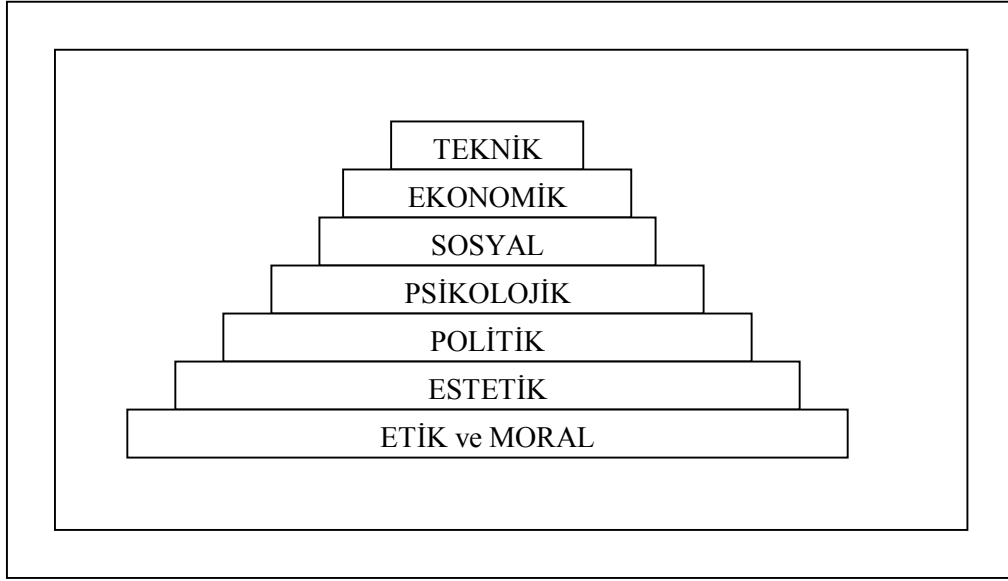 TEKNİK
EKONOMİK
SOSYAL
PSİKOLOJİK
POLİTİK
ESTETİK
ETİK ve MORAL